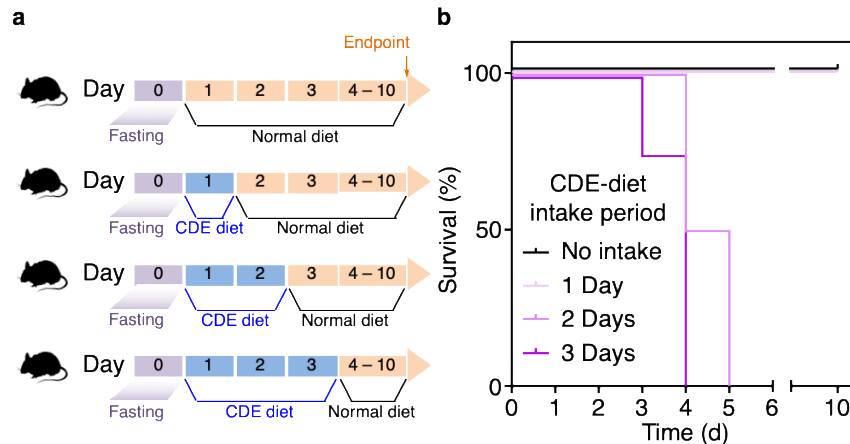 a
Endpoint
Day 0 1 2 3 4 – 10
Fasting Normal diet
Day 0 1 2 3 4 – 10
Fasting CDE diet Normal diet
Day 0 1 2 3 4 – 10
Fasting CDE diet Normal diet
Day 0 1 2 3 4 – 10
Fasting CDE diet Normal diet
b
Survival (%)
100
50
0
CDE-diet
intake period
No intake
1 Day
2 Days
3 Days
0 1 2 3 4 5 6 10
Time (d)